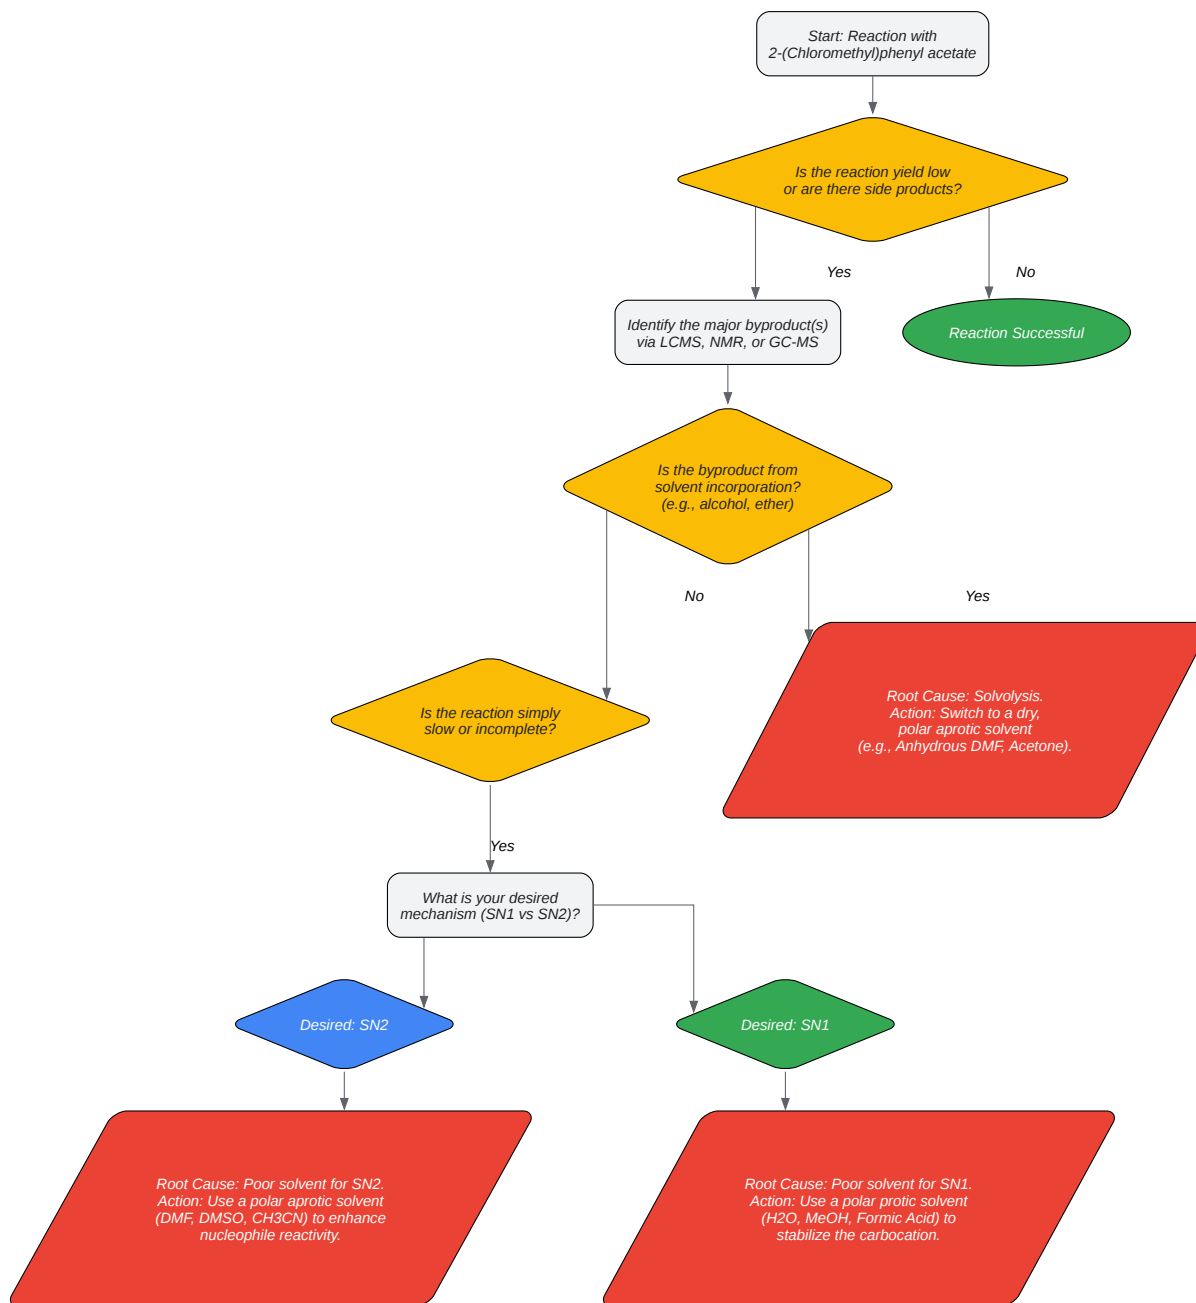 Start: Reaction with
2-(Chloromethyl)phenyl acetate
Is the reaction yield low
or are there side products?
Yes
No
Identify the major byproduct(s)
via LCMS, NMR, or GC-MS
Reaction Successful
Is the byproduct from
solvent incorporation?
(e.g., alcohol, ether)
No
Yes
Root Cause: Solvolysis.
Action: Switch to a dry,
polar aprotic solvent
(e.g., Anhydrous DMF, Acetone).
Is the reaction simply
slow or incomplete?
Yes
What is your desired
mechanism (SN1 vs SN2)?
Desired: SN2
Desired: SN1
Root Cause: Poor solvent for SN2.
Action: Use a polar aprotic solvent
(DMF, DMSO, CH3CN) to enhance
nucleophile reactivity.
Root Cause: Poor solvent for SN1.
Action: Use a polar protic solvent
(H2O, MeOH, Formic Acid) to
stabilize the carbocation.